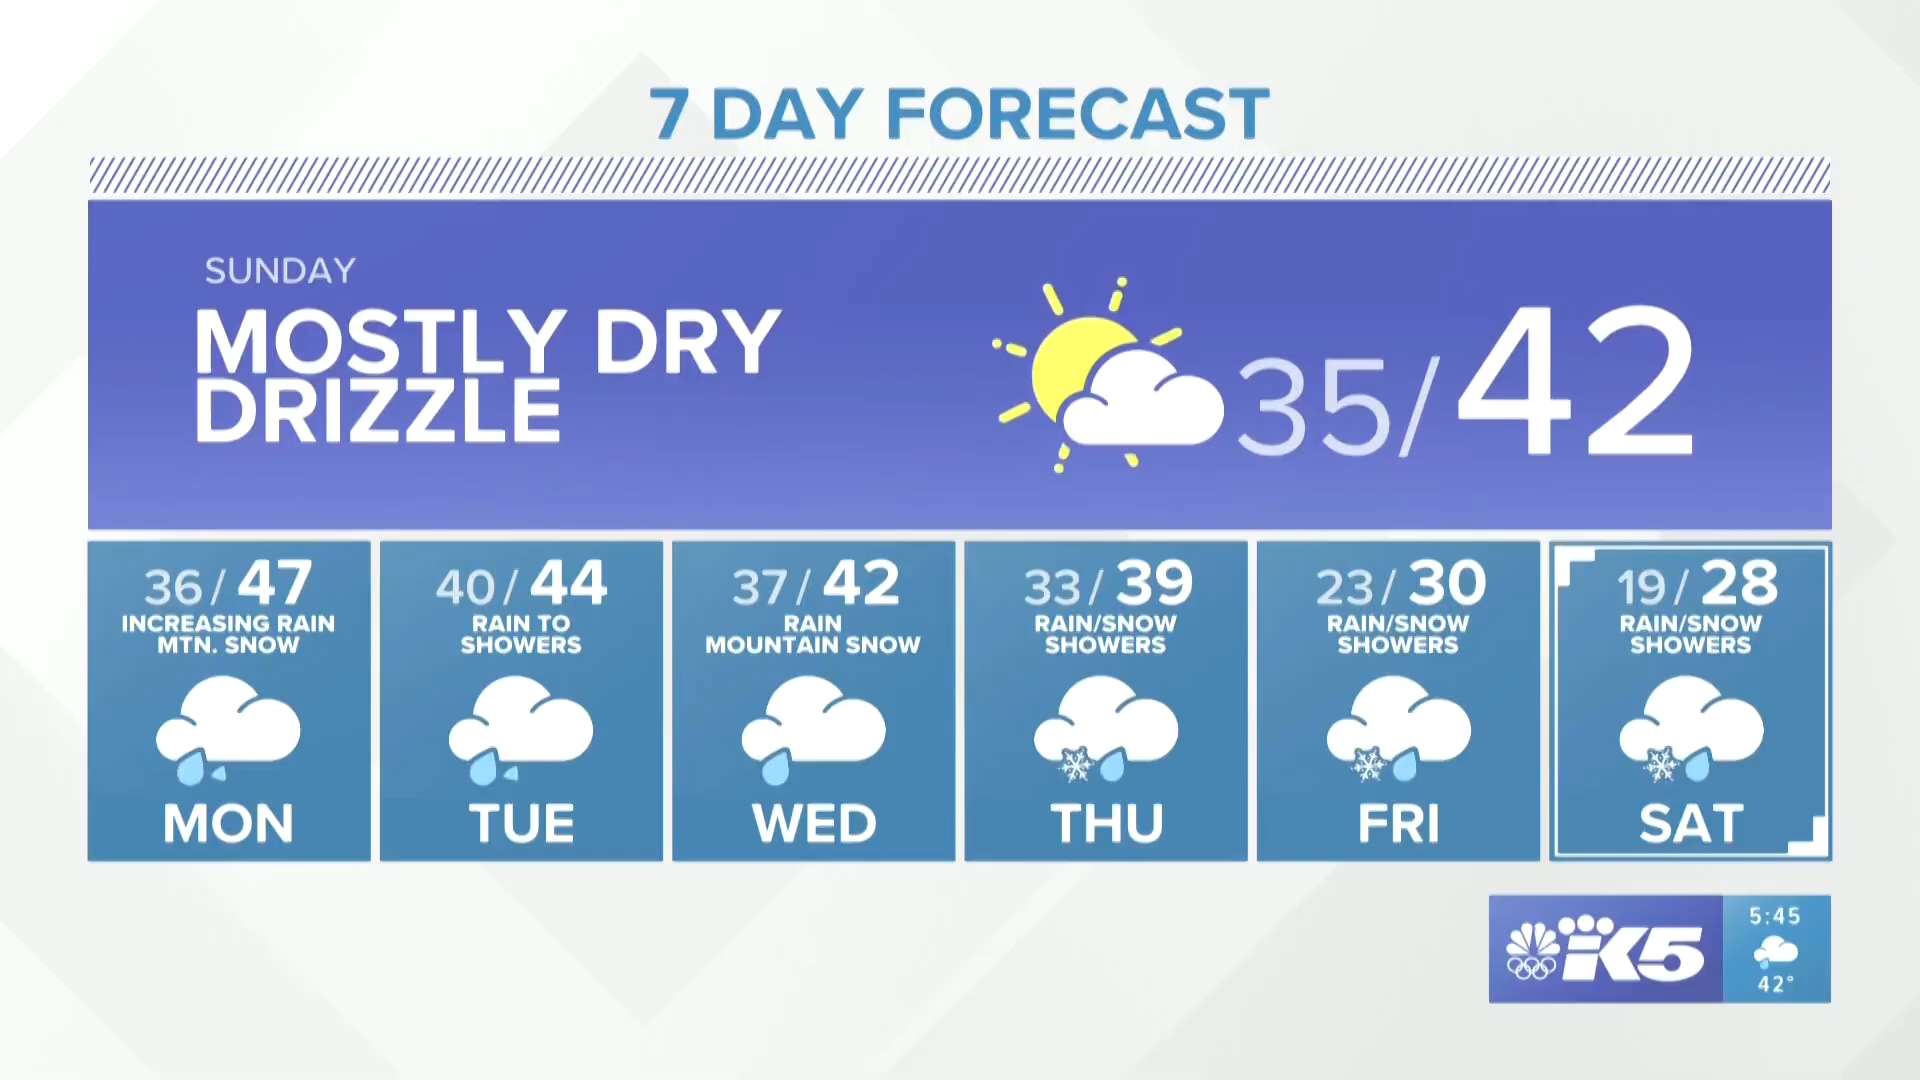 7 DAY FORECAST
SUNDAY
MOSTLY DRY
DRIZZLE
35/42
36/47
INCREASING RAIN
MTN. SNOW
MON
40/44
RAIN TO
SHOWERS
TUE
37/42
RAIN
MOUNTAIN SNOW
WED
33/39
RAIN/SNOW
SHOWERS
THU
23/30
RAIN/SNOW
SHOWERS
FRI
19/28
RAIN/SNOW
SHOWERS
SAT
K5
5:45
42°